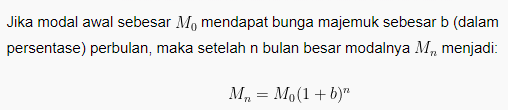 Jika modal awal sebesar M₀ mendapat bunga majemuk sebesar b (dalam
persentase) perbulan, maka setelah n bulan besar modalnya Mₙ menjadi:
Mₙ = M₀(1 + b)ⁿ